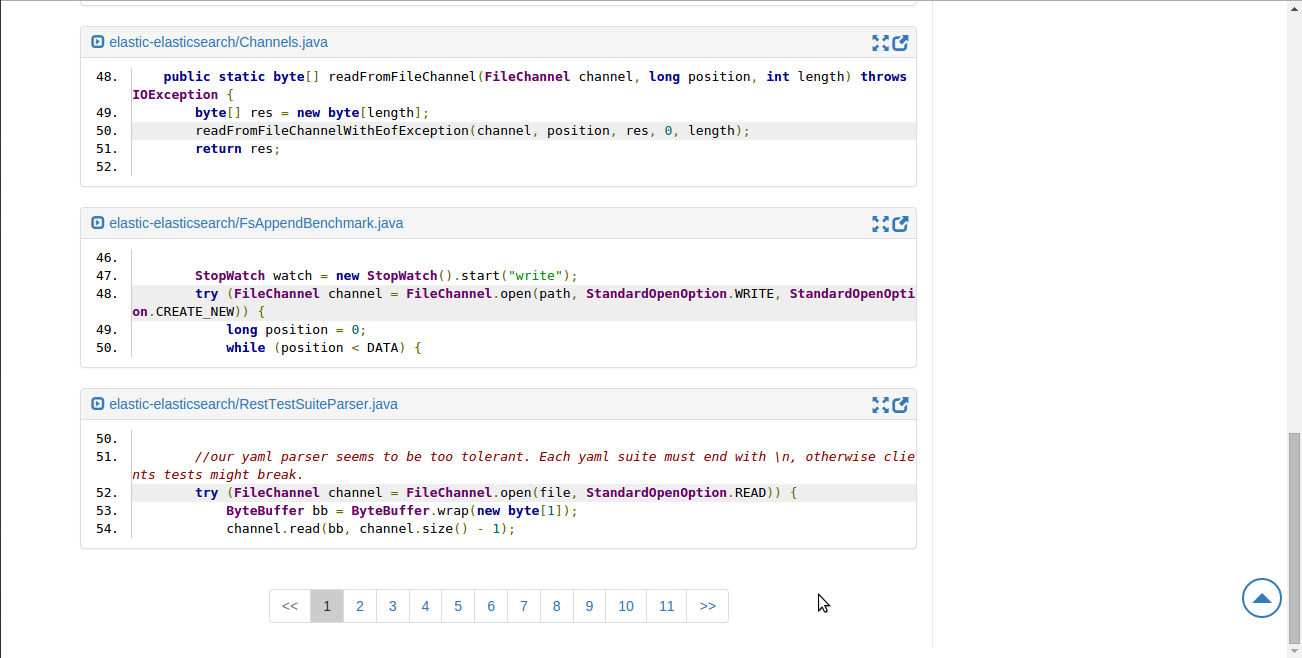 elastic-elasticsearch/Channels.java
48. public static byte[] readFromFileChannel(FileChannel channel, long position, int length) throws
IOException {
49. byte[] res = new byte[length];
50. readFromFileChannelWithEofException(channel, position, res, 0, length);
51. return res;
52.
elastic-elasticsearch/FsAppendBenchmark.java
46.
47. StopWatch watch = new StopWatch().start("write");
48. try (FileChannel channel = FileChannel.open(path, StandardOpenOption.WRITE, StandardOpenOpti
on.CREATE_NEW)) {
49. long position = 0;
50. while (position < DATA) {
elastic-elasticsearch/RestTestSuiteParser.java
50.
51. //our yaml parser seems to be too tolerant. Each yaml suite must end with \n, otherwise clie
nts tests might break.
52. try (FileChannel channel = FileChannel.open(file, StandardOpenOption.READ)) {
53. ByteBuffer bb = ByteBuffer.wrap(new byte[1]);
54. channel.read(bb, channel.size() - 1);
<< 1 2 3 4 5 6 7 8 9 10 11 >>